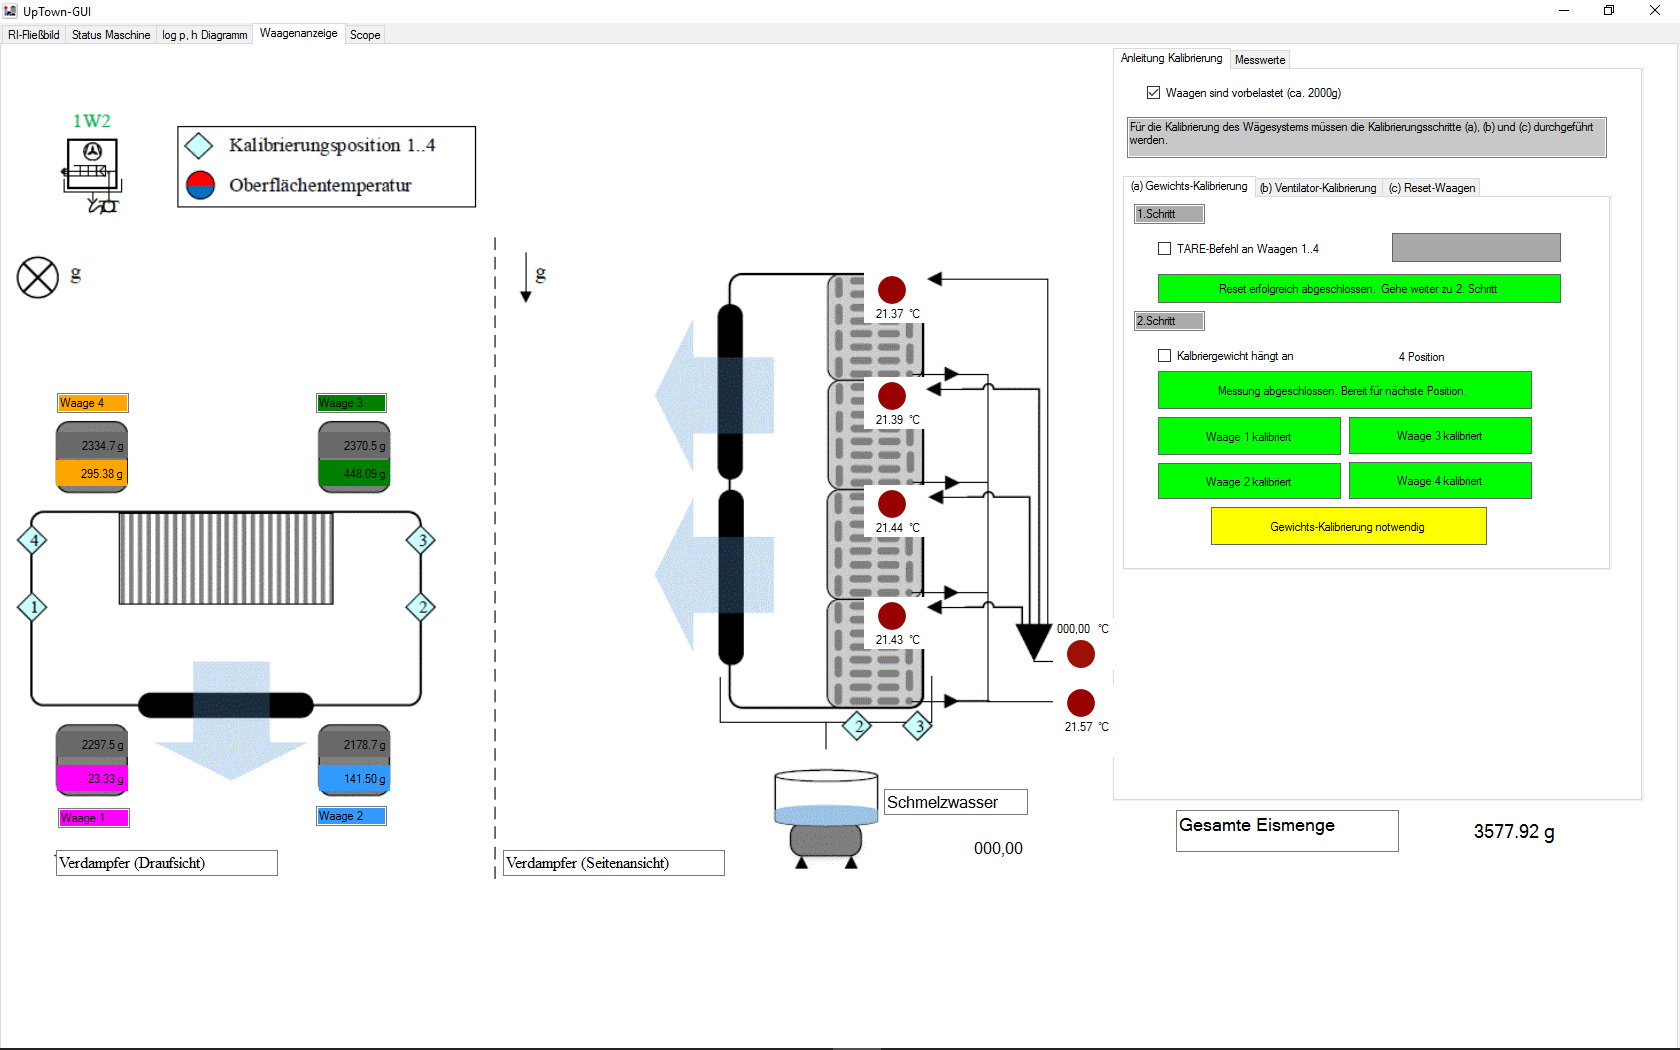 UpTown-GUI
RI-Fließbild
Status Maschine
log p, h Diagramm
Waagenanzeige
Scope
1W2
Kalibrierungsposition 1..4
Oberflächentemperatur
g
g
Waage 4
2334.7 g
295.38 g
Waage 3
2370.5 g
448.09 g
4
3
1
2
2297.5 g
-23.33 g
Waage 1
2178.7 g
141.50 g
Waage 2
Verdampfer (Draufsicht)
21.37 °C
21.39 °C
21.44 °C
21.43 °C
000,00 °C
21.57 °C
2
3
Schmelzwasser
000,00
Verdampfer (Seitenansicht)
Anleitung Kalibrierung
Messwerte
Waagen sind vorbelastet (ca. 2000g)
Für die Kalibrierung des Wägesystems müssen die Kalibrierungsschritte (a), (b) und (c) durchgeführt
werden.
(a) Gewichts-Kalibrierung
(b) Ventilator-Kalibrierung
(c) Reset-Waagen
1.Schritt
TARE-Befehl an Waagen 1..4
Reset erfolgreich abgeschlossen. Gehe weiter zu 2. Schritt
2.Schritt
Kalbriergewicht hängt an
4 Position
Messung abgeschlossen. Bereit für nächste Position.
Waage 1 kalibriert
Waage 3 kalibriert
Waage 2 kalibriert
Waage 4 kalibriert
Gewichts-Kalibrierung notwendig
Gesamte Eismenge
3577.92 g